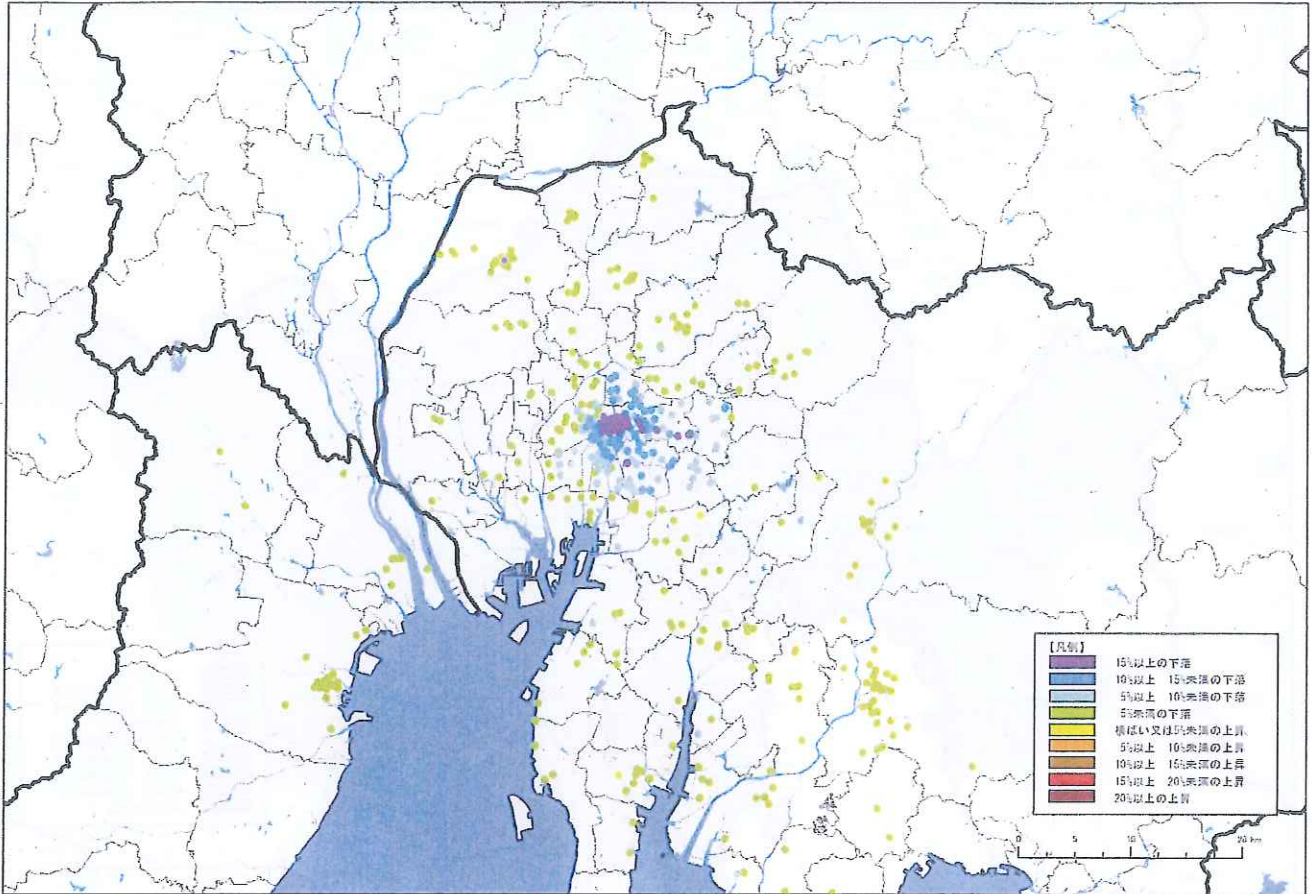 【凡例】
15%以上の下落
10%以上 15%未満の下落
5%以上 10%未満の下落
5%未満の下落
横ばい又は5%未満の上昇
5%以上 10%未満の上昇
10%以上 15%未満の上昇
15%以上 20%未満の上昇
20%以上の上昇
0 5 10 20 km